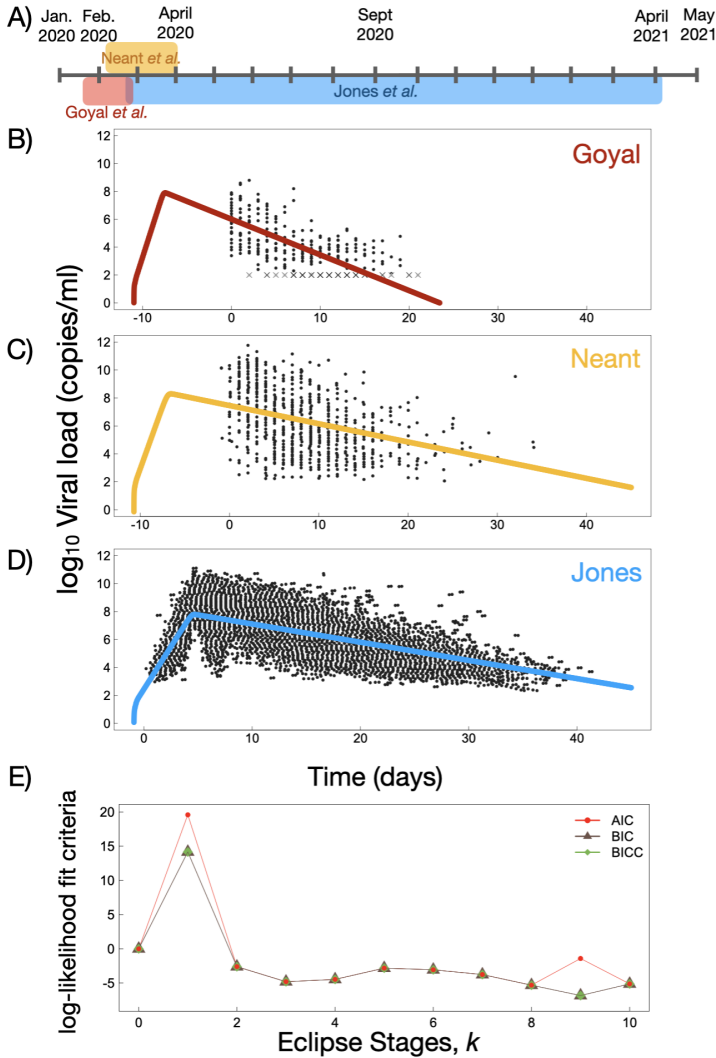 A)
Jan.
2020
Feb.
2020
April
2020
Sept
2020
April
2021
May
2021
Neant et al.
Jones et al.
Goyal et al.
B)
Goyal
12
10
8
6
4
2
0
-10
0
10
20
30
40
C)
Neant
12
10
8
6
4
2
0
-10
0
10
20
30
40
log10 Viral load (copies/ml)
D)
Jones
12
10
8
6
4
2
0
0
10
20
30
40
Time (days)
E)
log-likelihood fit criteria
20
15
10
5
0
-5
AIC
BIC
BICC
0
2
4
6
8
10
Eclipse Stages, k